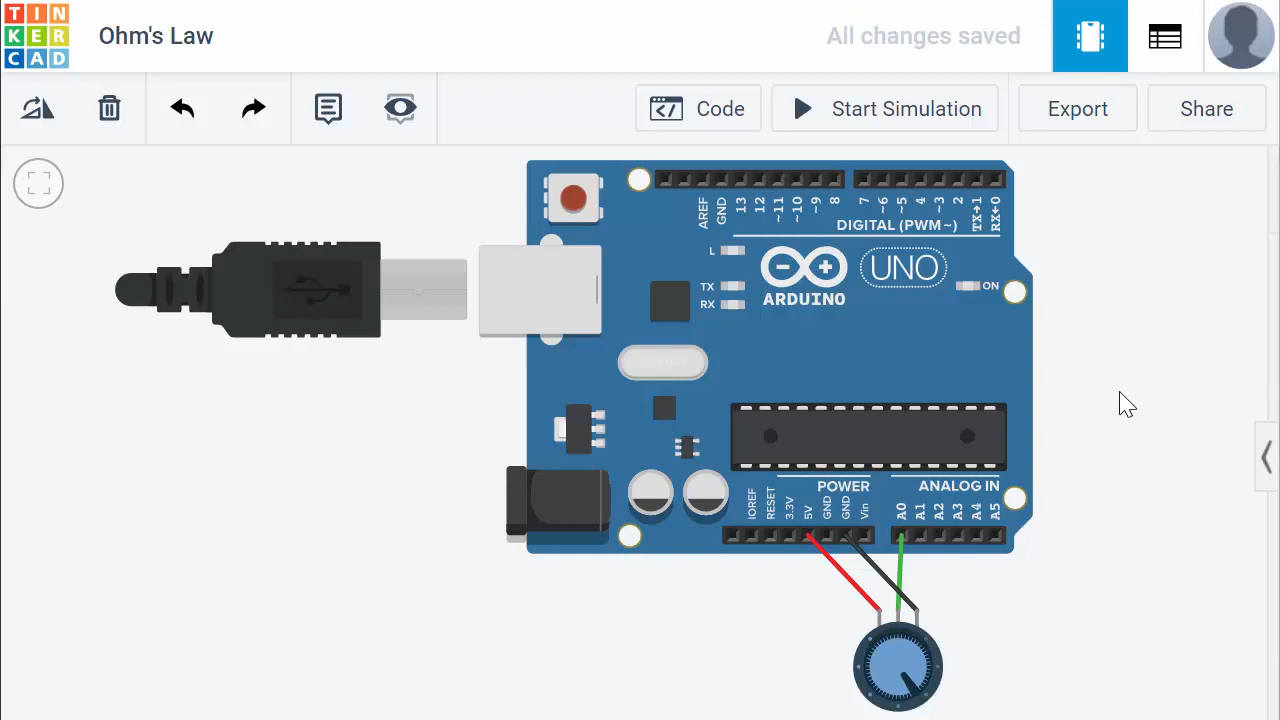 TIN
KER
CAD
Ohm's Law
All changes saved
Code
Start Simulation
Export
Share
AREF
GND
13
12
~11
~10
~9
8
7
~6
~5
4
~3
2
TX→1
RX←0
DIGITAL (PWM~)
L
TX
RX
ARDUINO
UNO
ON
POWER
ANALOG IN
IOREF
RESET
3.3V
5V
GND
GND
Vin
A0
A1
A2
A3
A4
A5